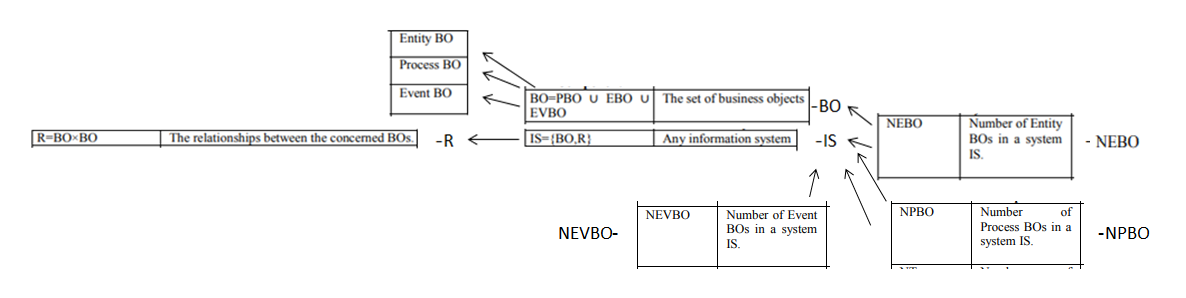 Entity BO
Process BO
Event BO
BO=PBO ∪ EBO ∪ EVBO
The set of business objects
-BO
R=BO×BO
The relationships between the concerned BOs.
-R
IS={BO,R}
Any information system
-IS
NEBO
Number of Entity
BOs in a system
IS.
- NEBO
NEVBO-
NEVBO
Number of Event
BOs in a system
IS.
NPBO
Number of
Process BOs in a
system IS.
-NPBO